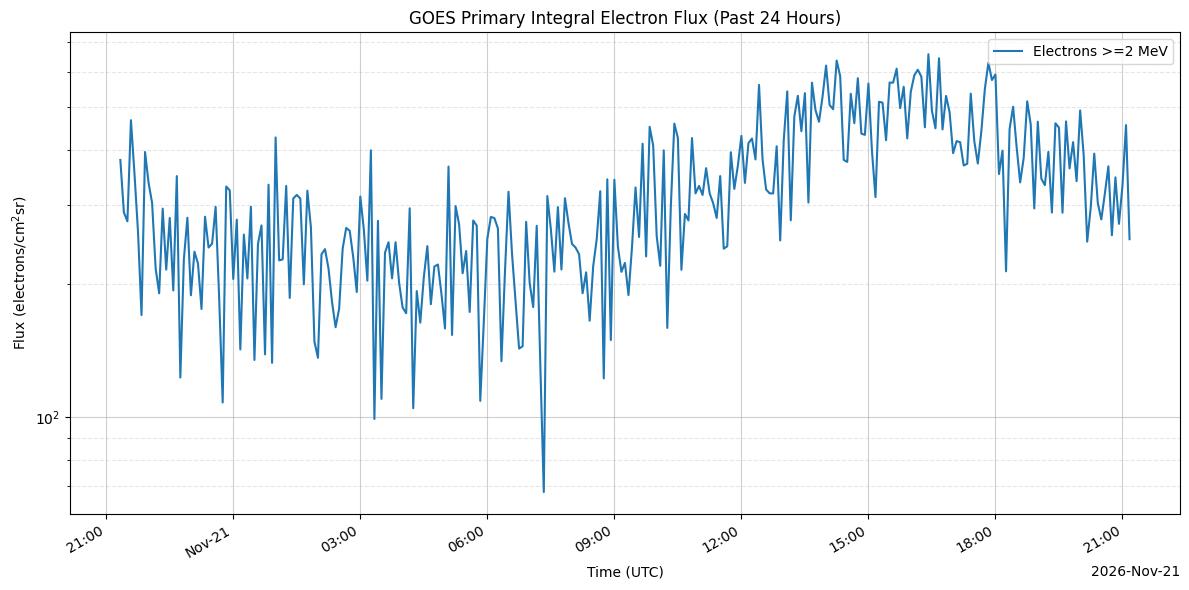 GOES Primary Integral Electron Flux (Past 24 Hours)
Electrons >=2 MeV
Flux (electrons/cm²sr)
10²
21:00
Nov-21
03:00
06:00
09:00
12:00
15:00
18:00
21:00
Time (UTC)
2026-Nov-21